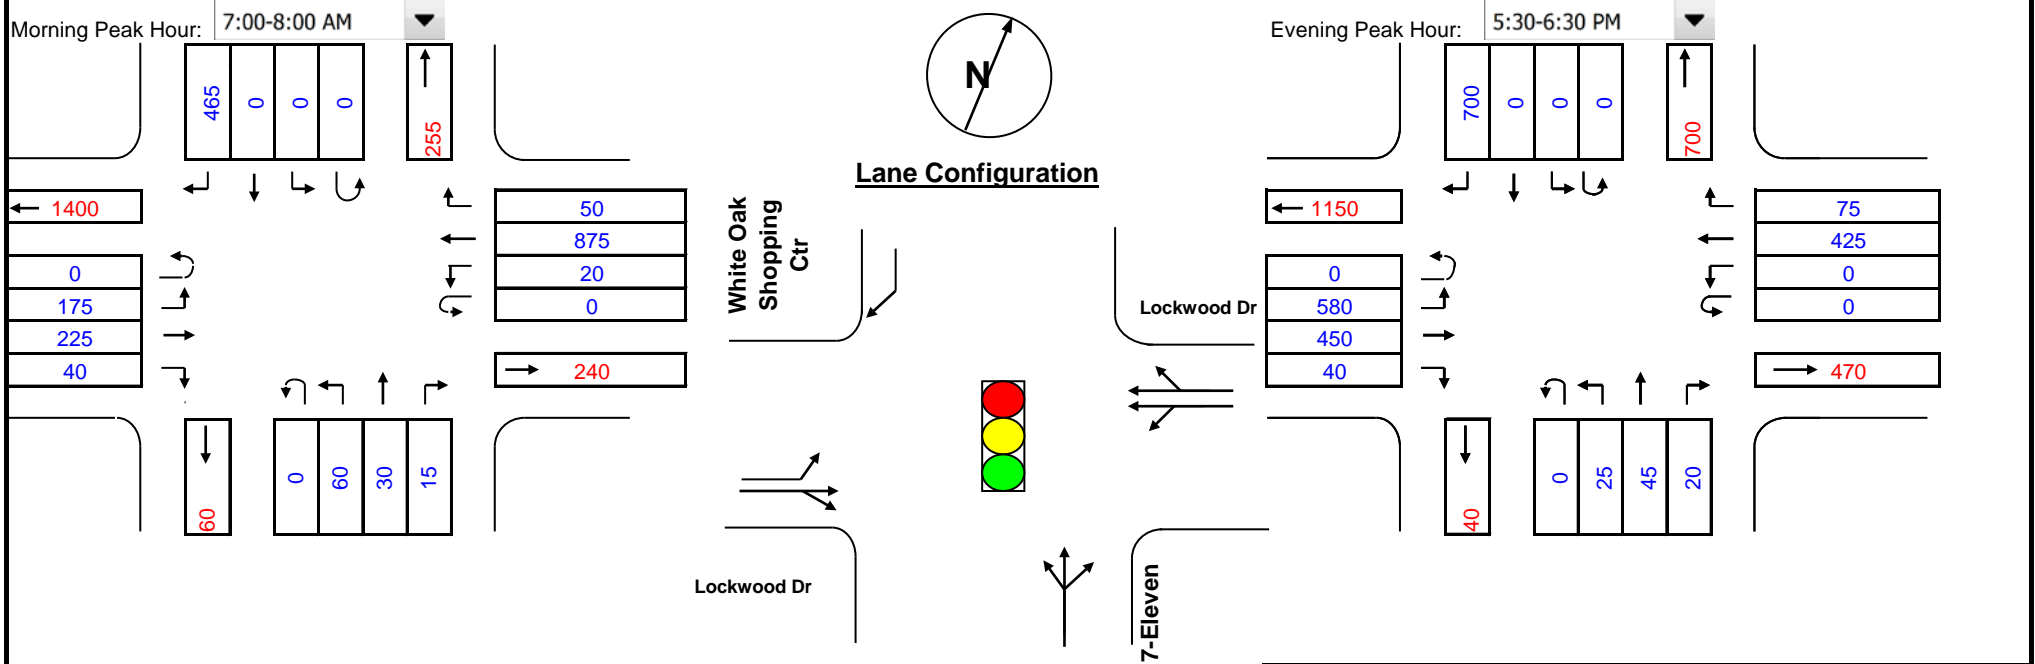 Morning Peak Hour: 7:00-8:00 AM
465 0 0 0 255
1400
0
175
225
40
50
875
20
0
240
60
0 60 30 15
N
Lane Configuration
White Oak
Shopping
Ctr
Lockwood Dr
Lockwood Dr
7-Eleven
Evening Peak Hour: 5:30-6:30 PM
700 0 0 0 700
1150
0
580
450
40
75
425
0
0
470
40
0 25 45 20